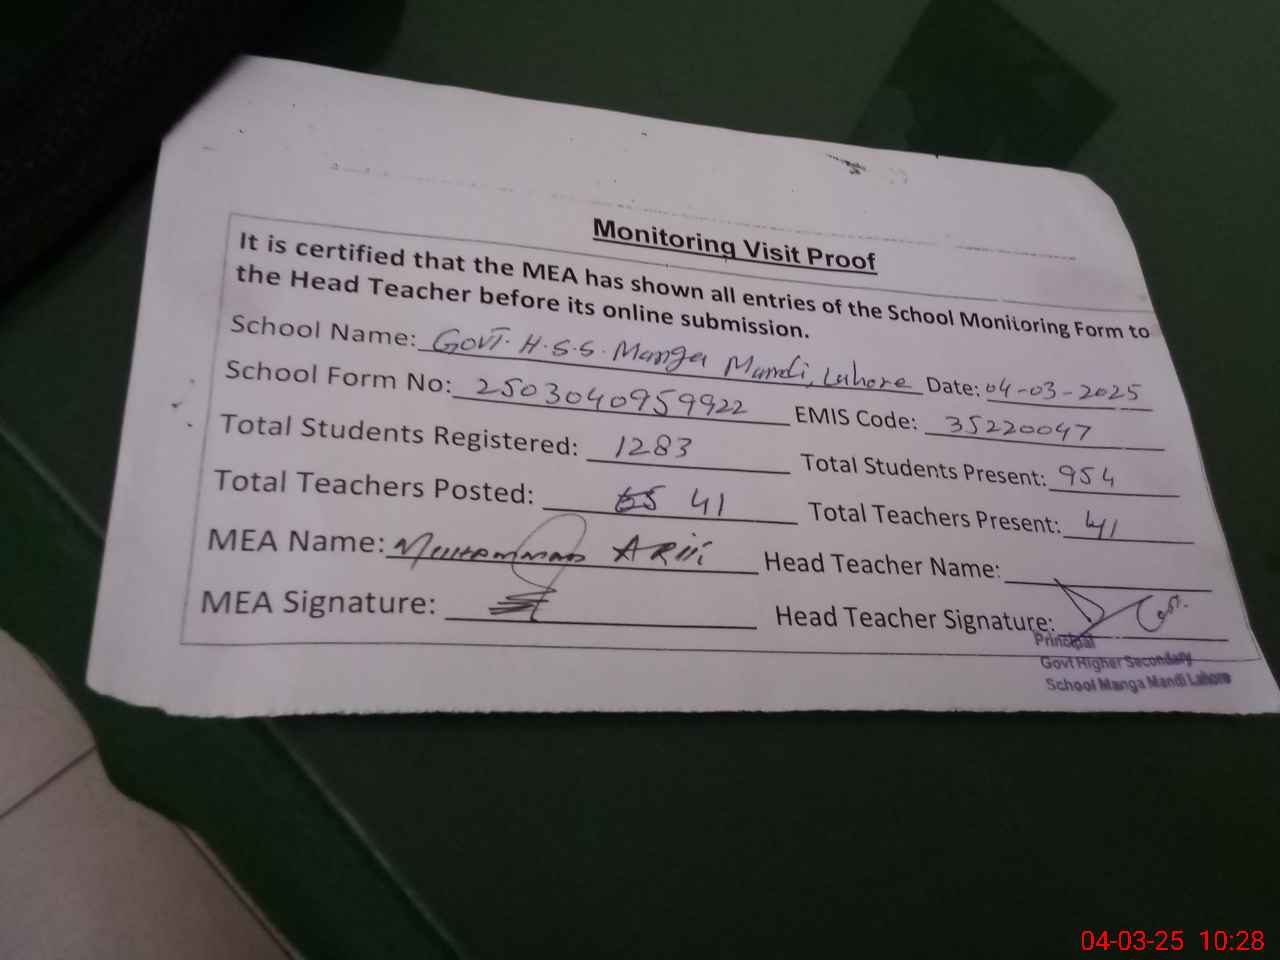 Monitoring Visit Proof
It is certified that the MEA has shown all entries of the School Monitoring Form to
the Head Teacher before its online submission.
School Name: Govt. H.S.S. Manga Mandi, Lahore Date: 04-03-2025
School Form No: 2503040959922 EMIS Code: 35220047
Total Students Registered: 1283 Total Students Present: 954
Total Teachers Posted: 41 Total Teachers Present: 41
MEA Name: Muhammad Head Teacher Name:
MEA Signature: Head Teacher Signature:
Principal
Govt Higher Secondary
School Manga Mandi Lahore
04-03-25 10:28